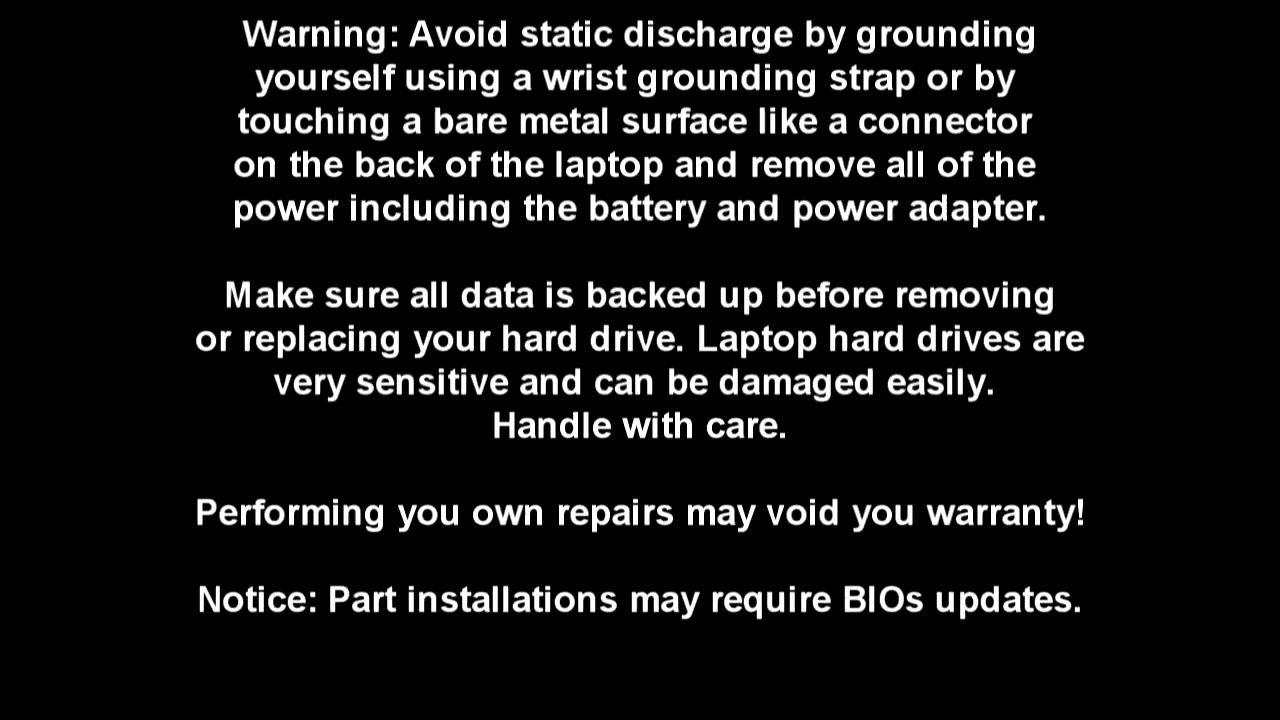 Warning: Avoid static discharge by grounding
yourself using a wrist grounding strap or by
touching a bare metal surface like a connector
on the back of the laptop and remove all of the
power including the battery and power adapter.
Make sure all data is backed up before removing
or replacing your hard drive. Laptop hard drives are
very sensitive and can be damaged easily.
Handle with care.
Performing you own repairs may void you warranty!
Notice: Part installations may require BIOs updates.